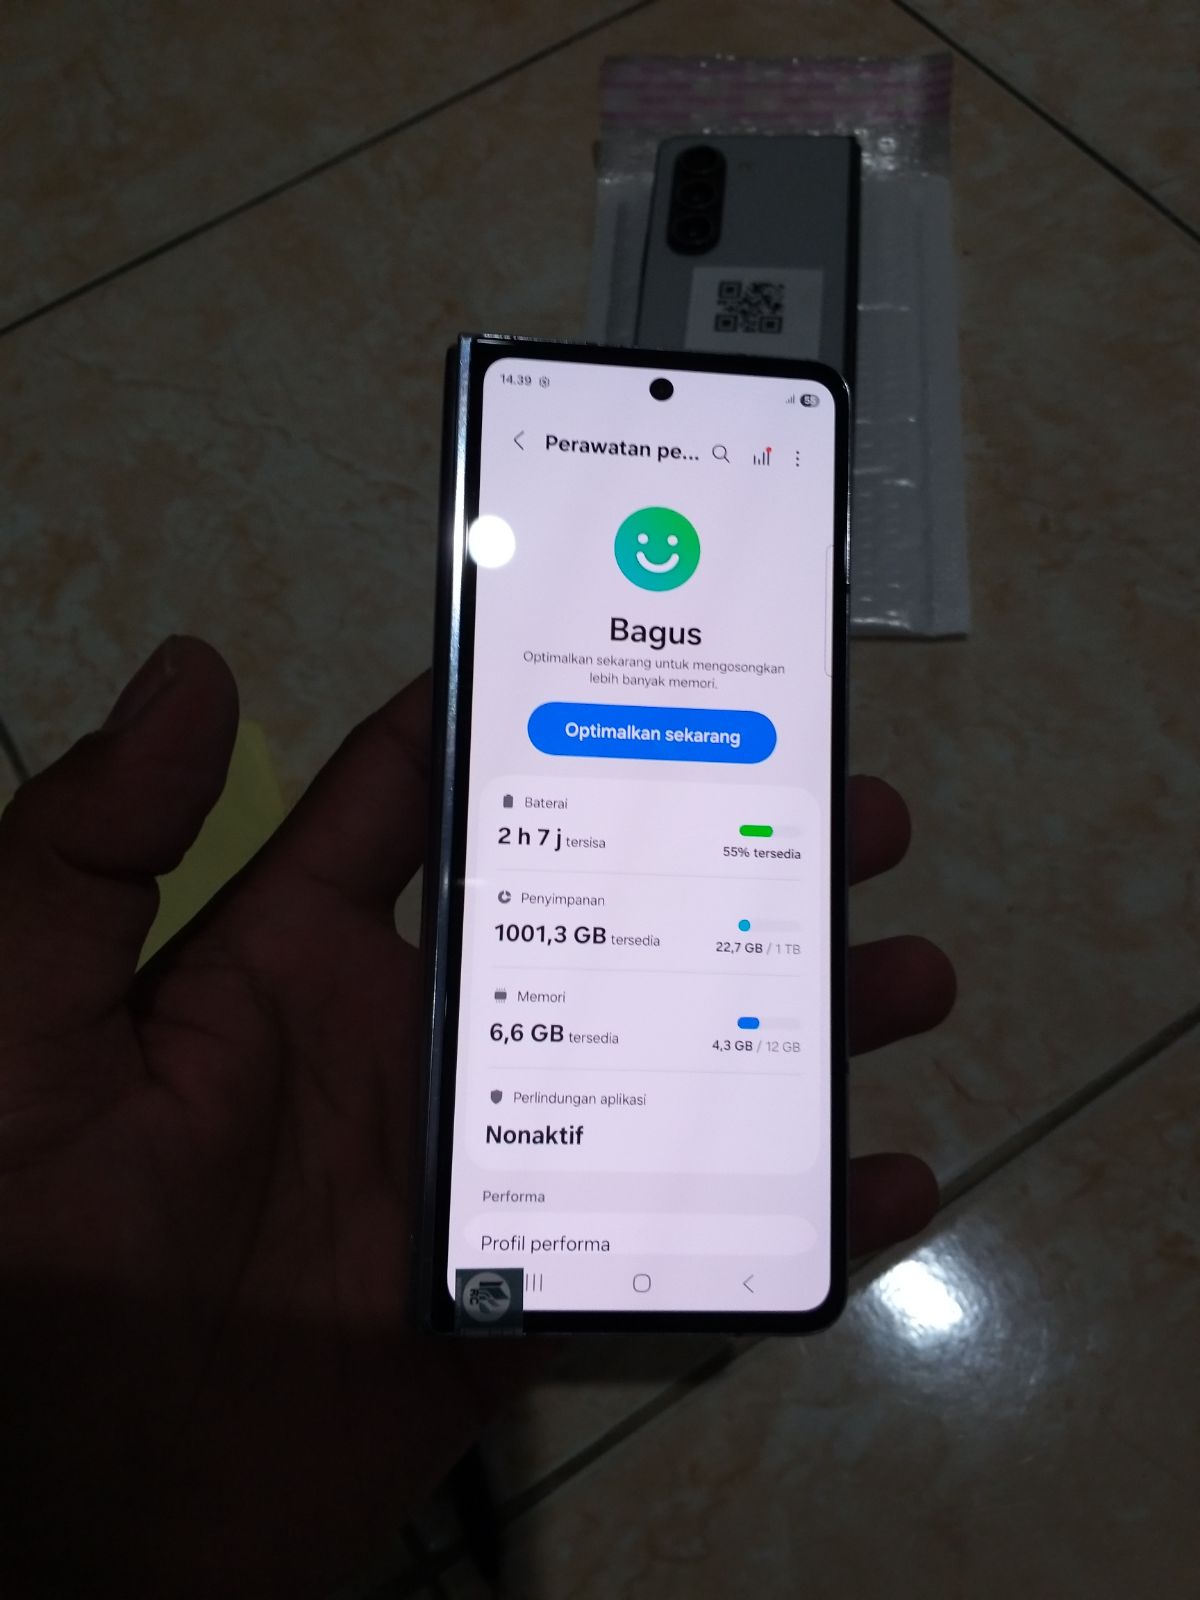 14.39
55
Perawatan pe...
Bagus
Optimalkan sekarang untuk mengosongkan
lebih banyak memori.
Optimalkan sekarang
Baterai
2 h 7 j tersisa
55% tersedia
Penyimpanan
1001,3 GB tersedia
22,7 GB / 1 TB
Memori
6,6 GB tersedia
4,3 GB / 12 GB
Perlindungan aplikasi
Nonaktif
Performa
Profil performa
RC